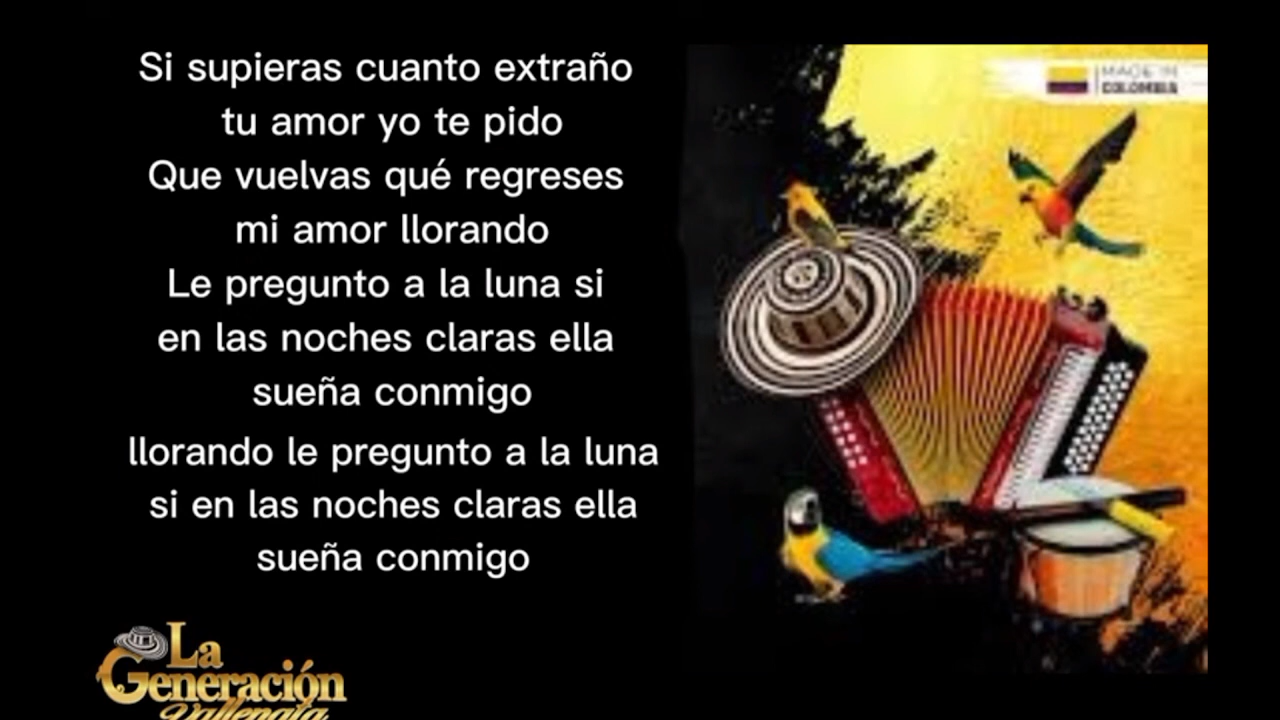 Si supieras cuanto extraño
tu amor yo te pido
Que vuelvas qué regreses
mi amor llorando
Le pregunto a la luna si
en las noches claras ella
sueña conmigo
llorando le pregunto a la luna
si en las noches claras ella
sueña conmigo
MADE IN
COLOMBIA
La
Generación
Vallenata